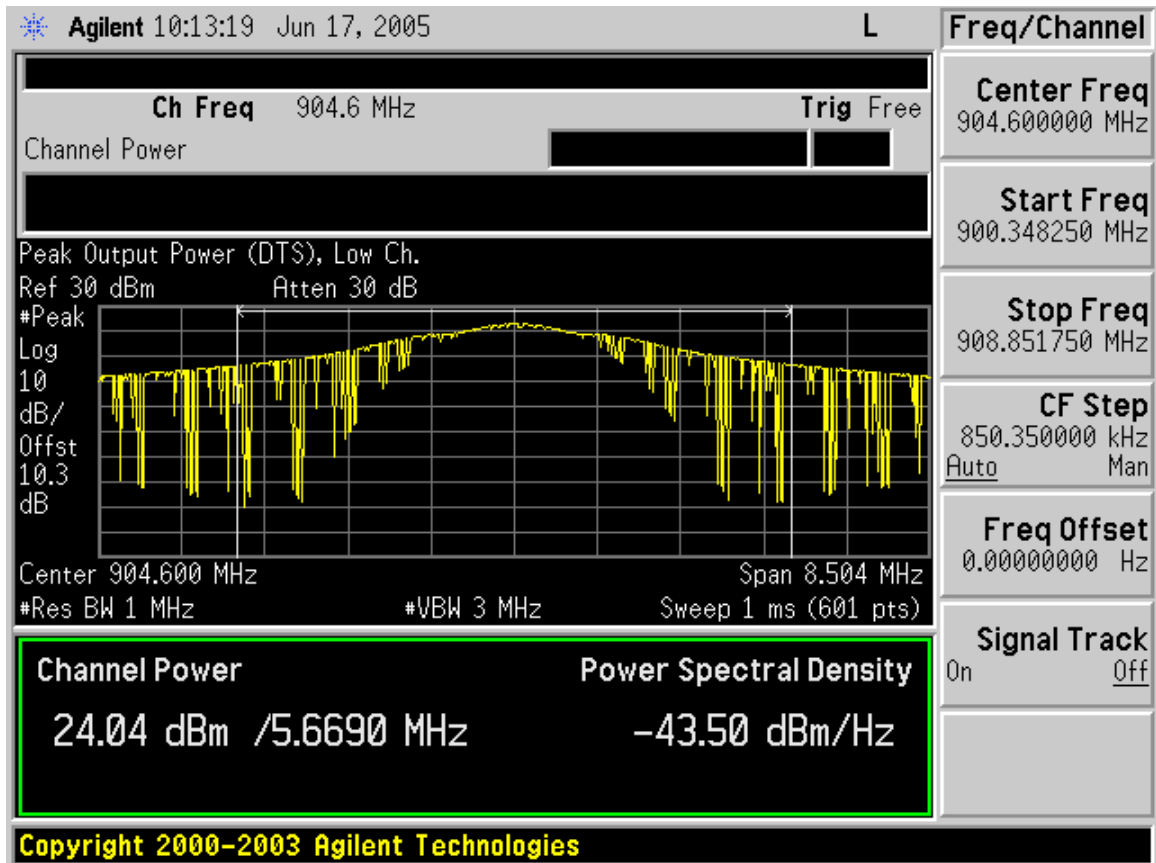 Agilent 10:13:19 Jun 17, 2005 L
Ch Freq 904.6 MHz Trig Free
Channel Power
Peak Output Power (DTS), Low Ch.
Ref 30 dBm Atten 30 dB
#Peak
Log
10
dB/
Offst
10.3
dB
Center 904.600 MHz Span 8.504 MHz
#Res BW 1 MHz #VBW 3 MHz Sweep 1 ms (601 pts)
Channel Power Power Spectral Density
24.04 dBm /5.6690 MHz -43.50 dBm/Hz
Copyright 2000-2003 Agilent Technologies
Freq/Channel
Center Freq
904.600000 MHz
Start Freq
900.348250 MHz
Stop Freq
908.851750 MHz
CF Step
850.350000 kHz
Auto Man
Freq Offset
0.00000000 Hz
Signal Track
On Off